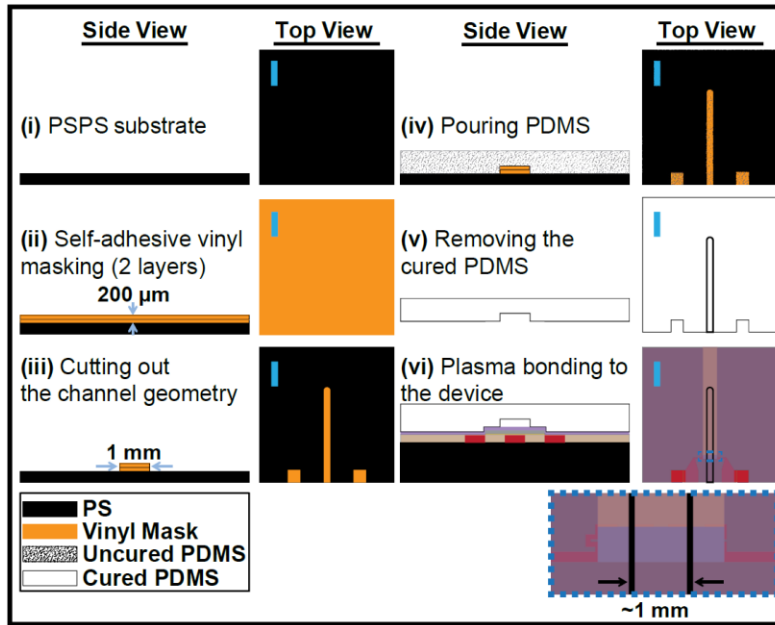 Side View
Top View
Side View
Top View
(i) PSPS substrate
(iv) Pouring PDMS
(ii) Self-adhesive vinyl
masking (2 layers)
200 µm
(v) Removing the
cured PDMS
(iii) Cutting out
the channel geometry
1 mm
(vi) Plasma bonding to
the device
PS
Vinyl Mask
Uncured PDMS
Cured PDMS
~1 mm